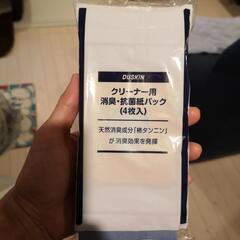 DUSKIN
クリーナー用
消臭・抗菌紙パック
(4枚入)
天然消臭成分「柿タンニン」
が消臭効果を発揮